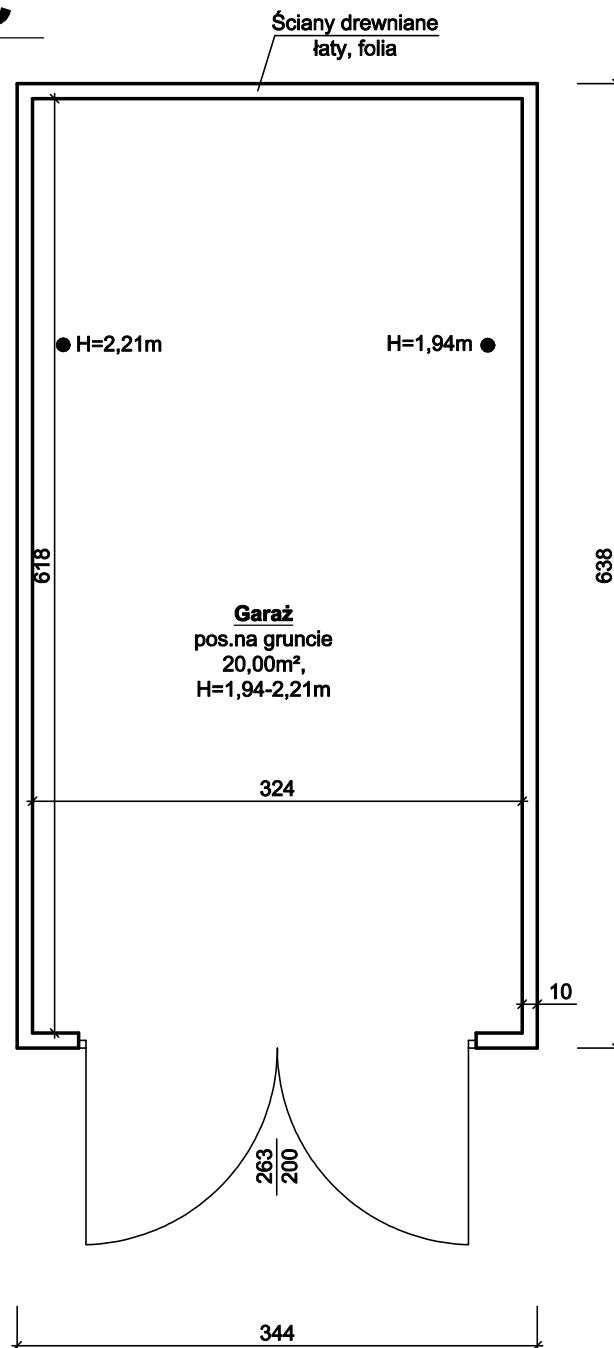 Ściany drewniane
łaty, folia
H=2,21m
H=1,94m
618
638
Garaż
pos.na gruncie
20,00m²,
H=1,94-2,21m
324
10
263
200
344